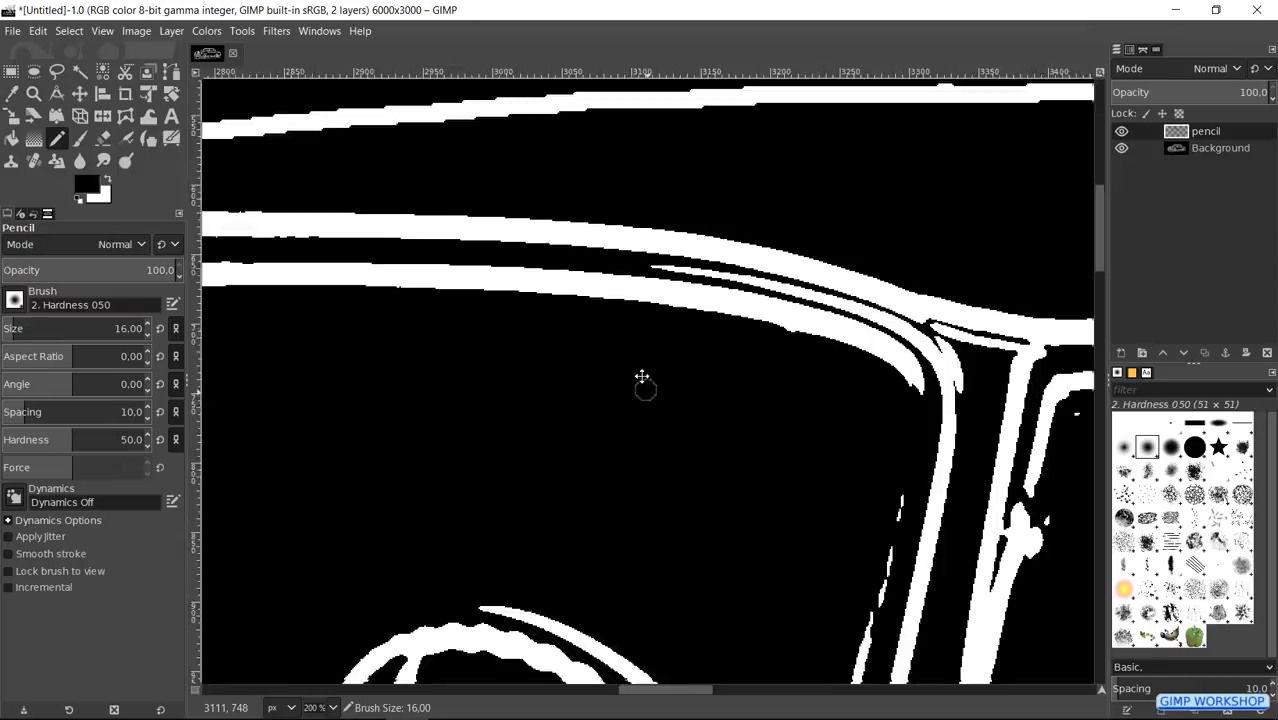 *[Untitled]-1.0 (RGB color 8-bit gamma integer, GIMP built-in sRGB, 2 layers) 6000x3000 – GIMP
File Edit Select View Image Layer Colors Tools Filters Windows Help
Mode Normal
Opacity 100,0
Lock:
pencil
Background
2800 2850 2900 2950 3000 3050 3100 3150 3200 3250 3300 3350 3400
Pencil
Mode Normal
Opacity 100,0
Brush
2. Hardness 050
Size 16,00
Aspect Ratio 0,00
Angle 0,00
Spacing 10,0
Hardness 50,0
Force
Dynamics
Dynamics Off
Dynamics Options
Apply Jitter
Smooth stroke
Lock brush to view
Incremental
filter
2. Hardness 050 (51 × 51)
Basic,
Spacing 10,0
3111, 748 px 200 % Brush Size: 16,00
GIMP WORKSHOP